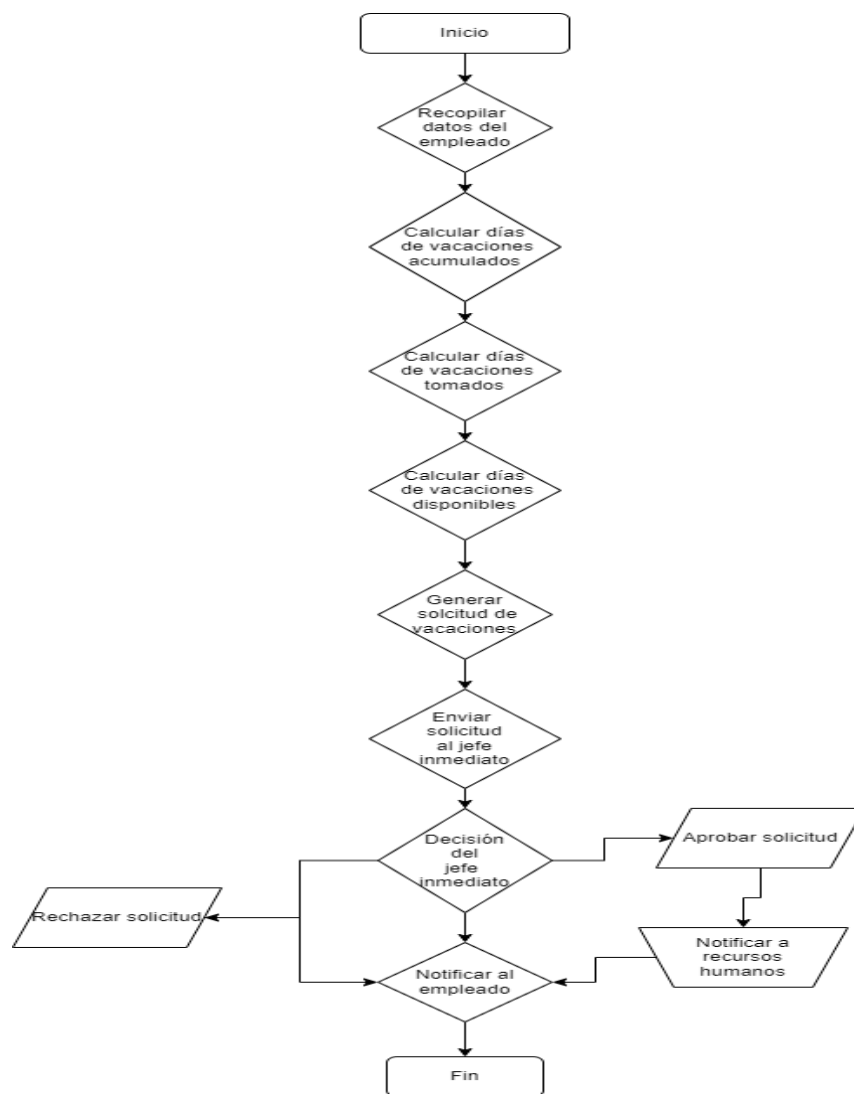 Inicio
Recopilar
datos del
empleado
Calcular días
de vacaciones
acumulados
Calcular días
de vacaciones
tomados
Calcular días
de vacaciones
disponibles
Generar
solcitud de
vacaciones
Enviar
solicitud
al jefe
inmediato
Decisión
del
jefe
inmediato
Aprobar solicitud
Rechazar solicitud
Notificar a
recursos
humanos
Notificar al
empleado
Fin